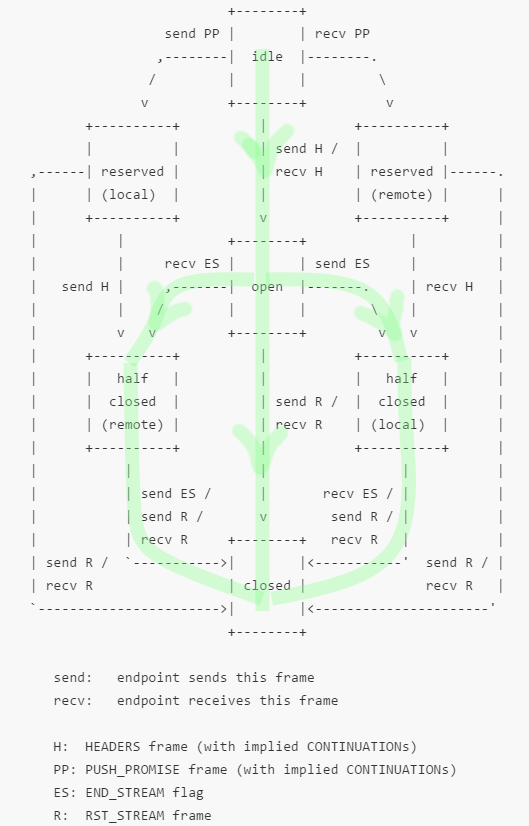 +--------+
                 send PP |        | recv PP
                ,--------|  idle  |--------.
               /         |        |         \
              v          +--------+          v
       +----------+          |           +----------+
       |          |          | send H /  |          |
,------| reserved |          | recv H    | reserved |------.
|      | (local)  |          |           | (remote) |      |
|      +----------+          v           +----------+      |
|          |             +--------+             |          |
|          |     recv ES |        | send ES     |          |
|   send H |     ,-------|  open  |-------.     | recv H   |
|          |    /        |        |        \    |          |
|          v   v         +--------+         v   v          |
|      +----------+          |           +----------+      |
|      |   half   |          |           |   half   |      |
|      |  closed  |          | send R /  |  closed  |      |
|      | (remote) |          | recv R    | (local)  |      |
|      +----------+          |           +----------+      |
|           |                |                 |           |
|           | send ES /      |       recv ES / |           |
|           | send R /       v        send R / |           |
|           | recv R     +--------+   recv R   |           |
| send R /  `----------->|        |<-----------'  send R / |
| recv R                 | closed |               recv R   |
`----------------------->|        |<-----------------------'
                         +--------+
send:   endpoint sends this frame
recv:   endpoint receives this frame
H:  HEADERS frame (with implied CONTINUATIONs)
PP: PUSH_PROMISE frame (with implied CONTINUATIONs)
ES: END_STREAM flag
R:  RST_STREAM frame